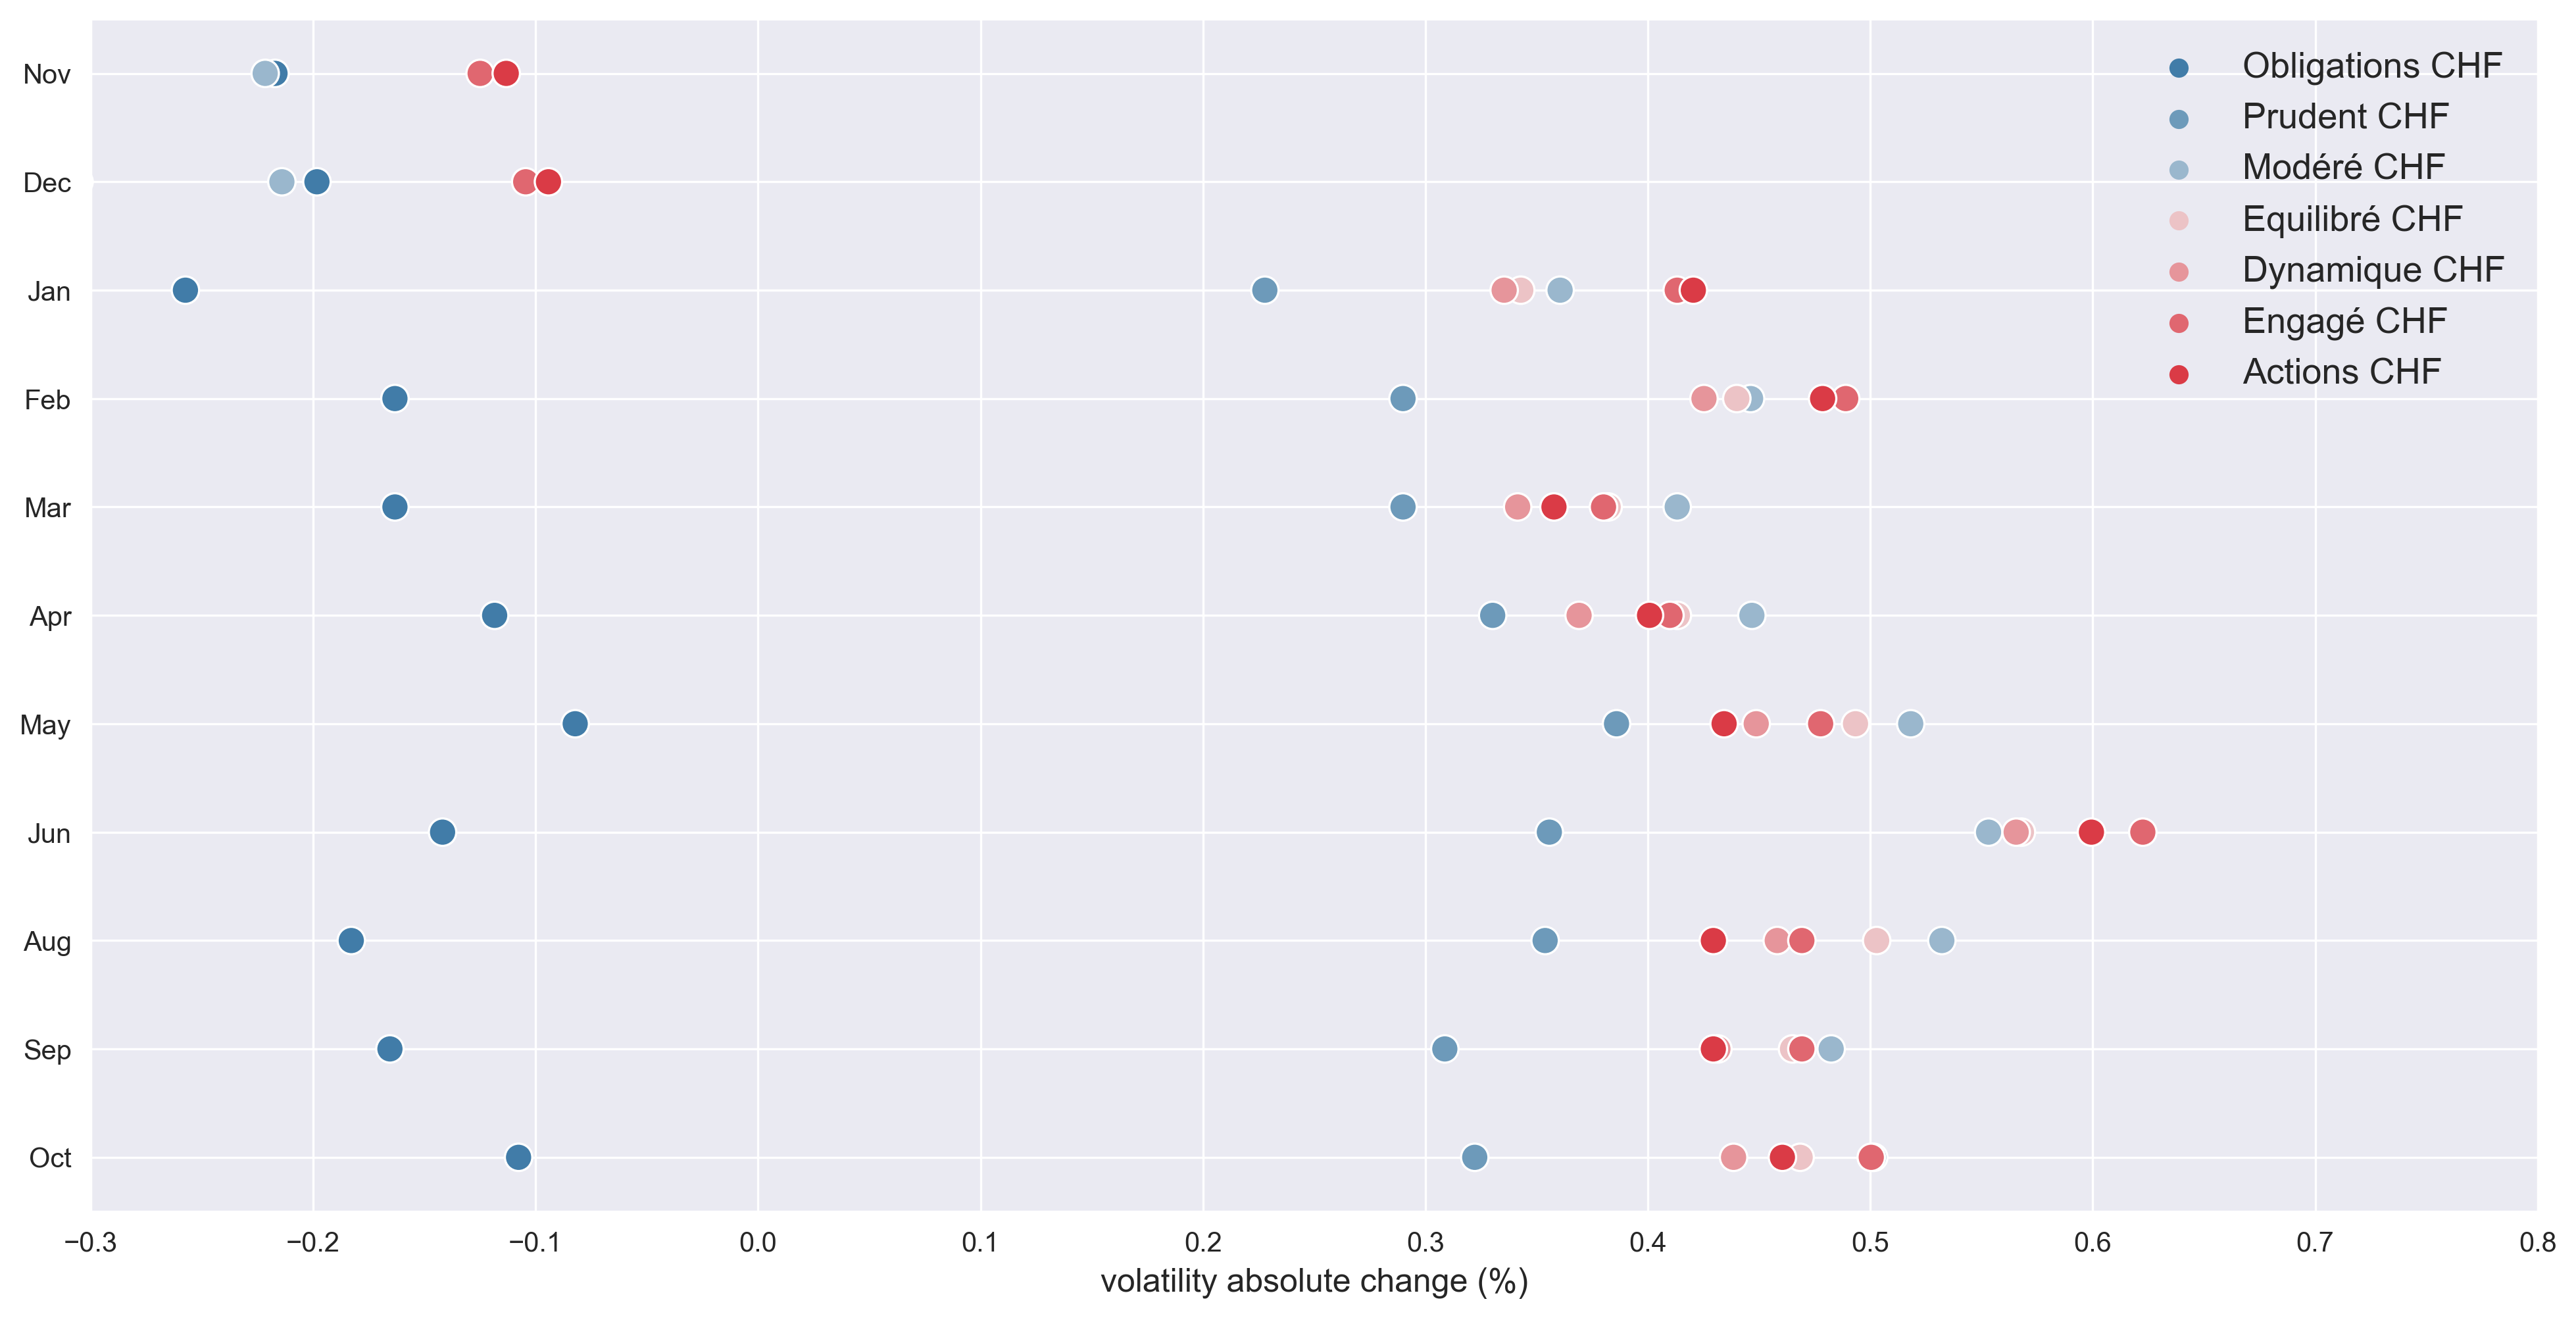 Nov
Dec
Jan
Feb
Mar
Apr
May
Jun
Aug
Sep
Oct
Obligations CHF
Prudent CHF
Modéré CHF
Equilibré CHF
Dynamique CHF
Engagé CHF
Actions CHF
−0.3 −0.2 −0.1 0.0 0.1 0.2 0.3 0.4 0.5 0.6 0.7 0.8
volatility absolute change (%)